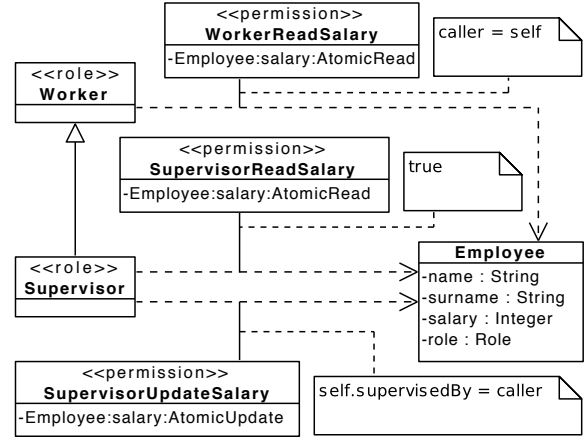 <<permission>>
WorkerReadSalary
-Employee:salary:AtomicRead
caller = self
<<role>>
Worker
<<permission>>
SupervisorReadSalary
-Employee:salary:AtomicRead
true
<<role>>
Supervisor
Employee
-name : String
-surname : String
-salary : Integer
-role : Role
<<permission>>
SupervisorUpdateSalary
-Employee:salary:AtomicUpdate
self.supervisedBy = caller